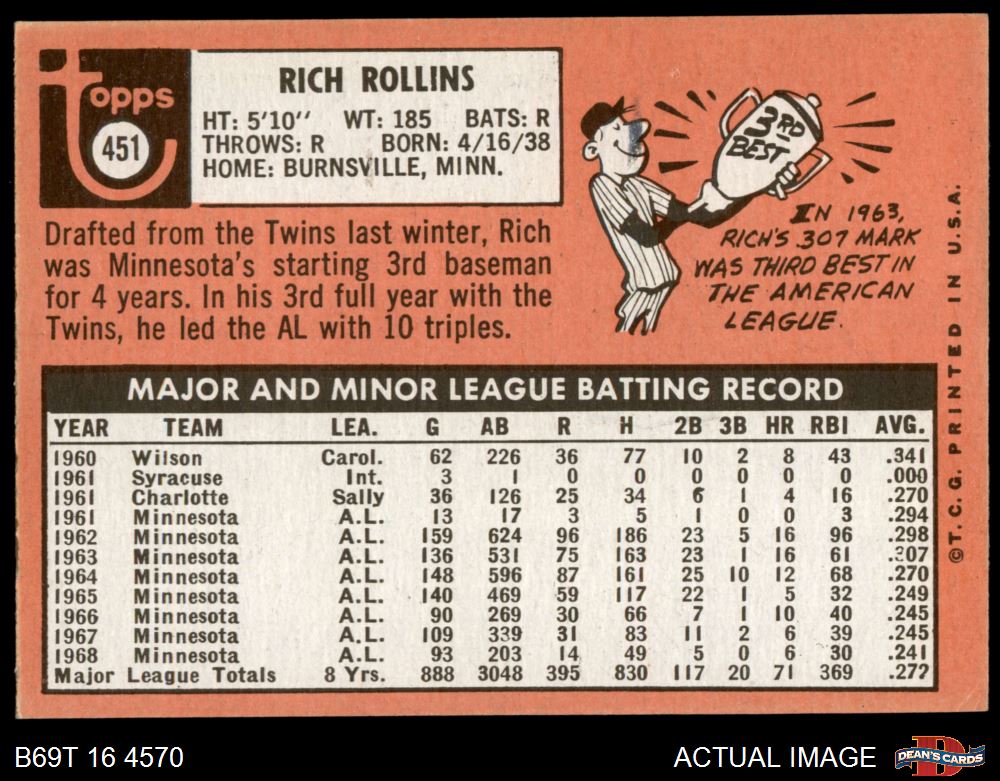 topps
451
RICH ROLLINS
HT: 5'10" WT: 185 BATS: R
THROWS: R BORN: 4/16/38
HOME: BURNSVILLE, MINN.
Drafted from the Twins last winter, Rich
was Minnesota's starting 3rd baseman
for 4 years. In his 3rd full year with the
Twins, he led the AL with 10 triples.
3RD
BEST
IN 1963,
RICH'S .307 MARK
WAS THIRD BEST IN
THE AMERICAN
LEAGUE.
MAJOR AND MINOR LEAGUE BATTING RECORD
YEAR TEAM LEA. G AB R H 2B 3B HR RBI AVG.
1960 Wilson Carol. 62 226 36 77 10 2 8 43 .341
1961 Syracuse Int. 3 1 0 0 0 0 0 0 .000
1961 Charlotte Sally 36 126 25 34 6 1 4 16 .270
1961 Minnesota A.L. 13 17 3 5 1 0 0 3 .294
1962 Minnesota A.L. 159 624 96 186 23 5 16 96 .298
1963 Minnesota A.L. 136 531 75 163 23 1 16 61 .307
1964 Minnesota A.L. 148 596 87 161 25 10 12 68 .270
1965 Minnesota A.L. 140 469 59 117 22 1 5 32 .249
1966 Minnesota A.L. 90 269 30 66 7 1 10 40 .245
1967 Minnesota A.L. 109 339 31 83 11 2 6 39 .245
1968 Minnesota A.L. 93 203 14 49 5 0 6 30 .241
Major League Totals 8 Yrs. 888 3048 395 830 117 20 71 369 .272
©T. C. G. PRINTED IN U.S.A.
B69T 16 4570
ACTUAL IMAGE
DEAN'S CARDS